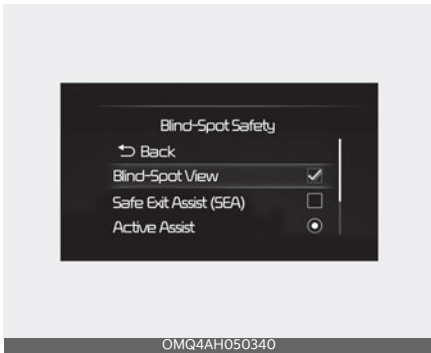 Blind-Spot Safety
Back
Blind-Spot View
Safe Exit Assist (SEA)
Active Assist
OMQ4AH050340